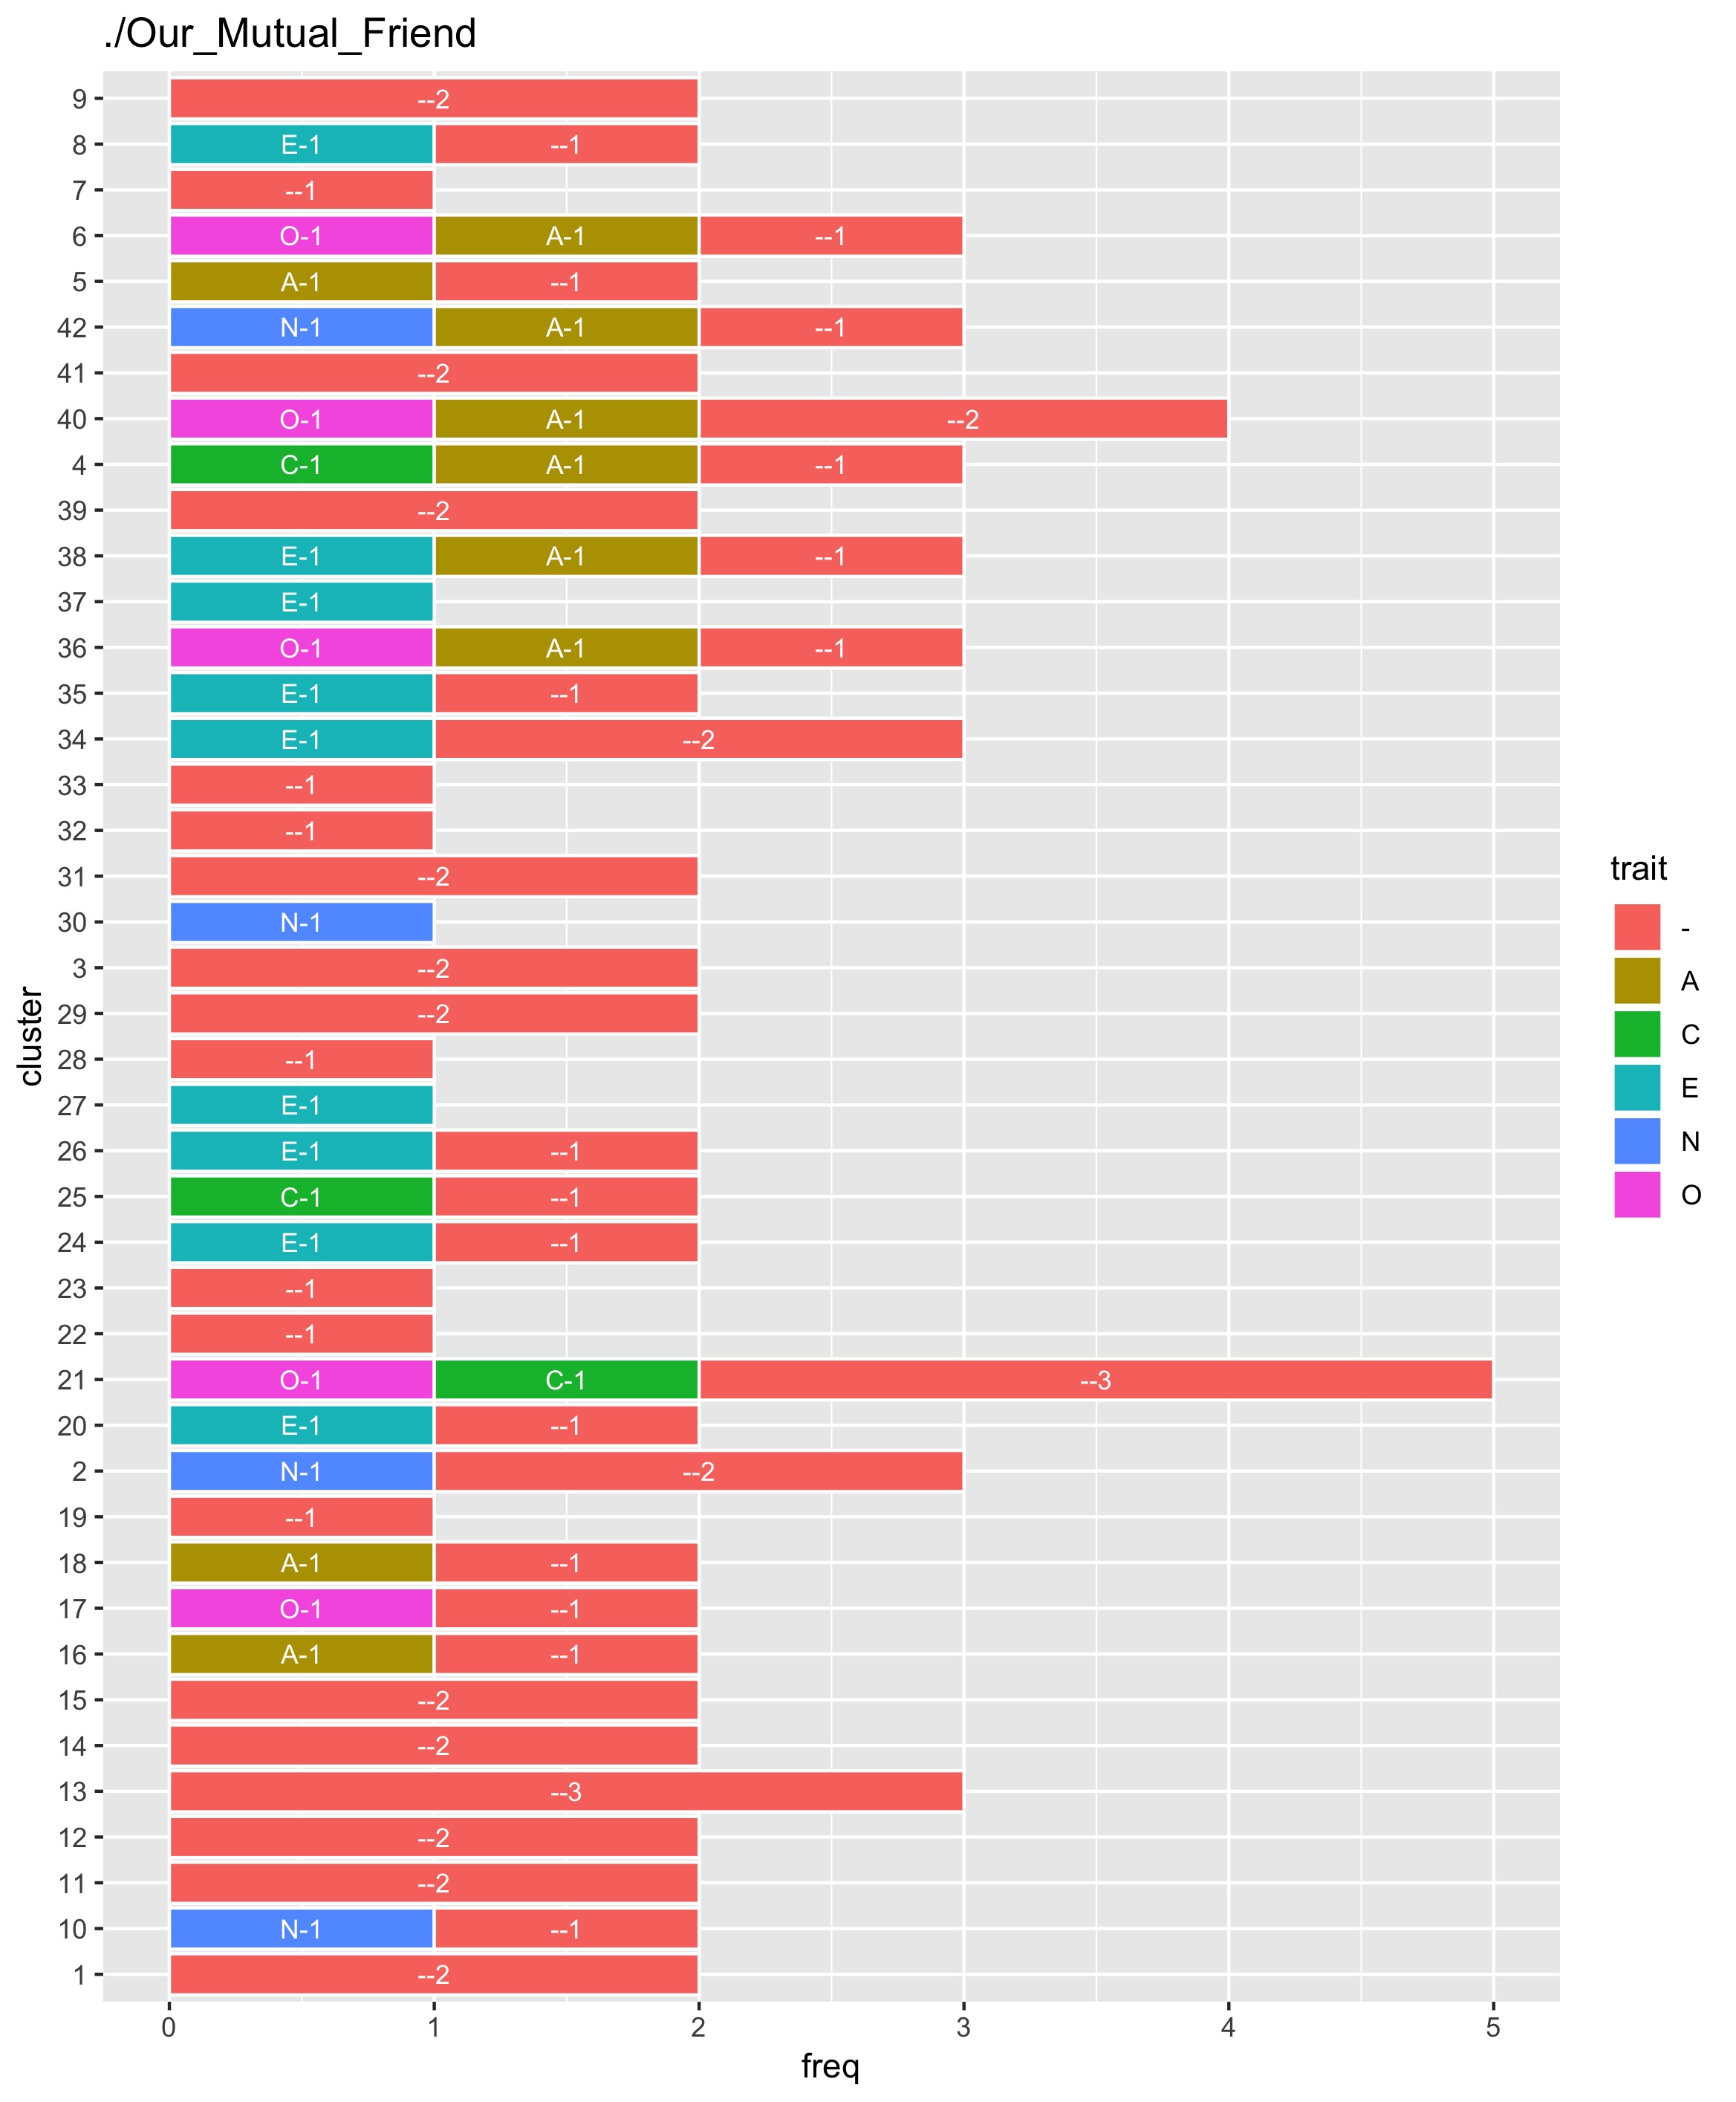 ./Our_Mutual_Friend
9 --2
8 E-1 --1
7 --1
6 O-1 A-1 --1
5 A-1 --1
42 N-1 A-1 --1
41 --2
40 O-1 A-1 --2
4 C-1 A-1 --1
39 --2
38 E-1 A-1 --1
37 E-1
36 O-1 A-1 --1
35 E-1 --1
34 E-1 --2
33 --1
32 --1
31 --2
30 N-1
3 --2
29 --2
28 --1
27 E-1
26 E-1 --1
25 C-1 --1
24 E-1 --1
23 --1
22 --1
21 O-1 C-1 --3
20 E-1 --1
2 N-1 --2
19 --1
18 A-1 --1
17 O-1 --1
16 A-1 --1
15 --2
14 --2
13 --3
12 --2
11 --2
10 N-1 --1
1 --2
0 1 2 3 4 5
freq
cluster
trait
-
A
C
E
N
O